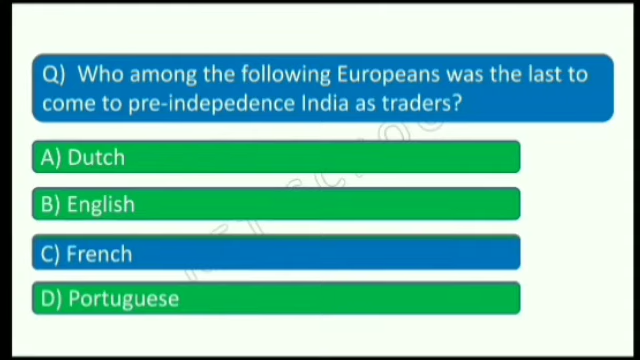 Q) Who among the following Europeans was the last to
come to pre-indepedence India as traders?
A) Dutch
B) English
C) French
D) Portuguese